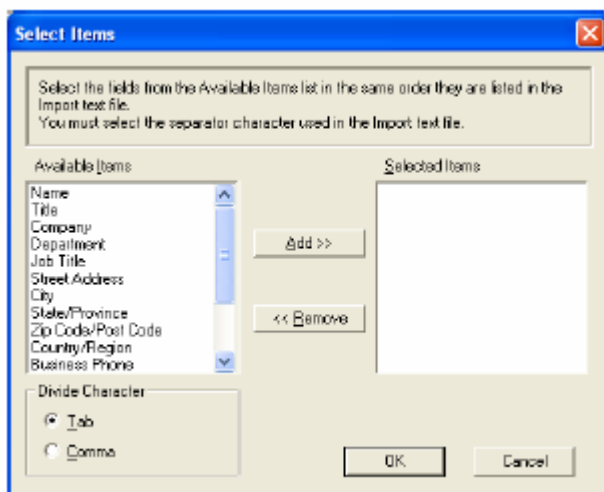 Select Items
Select the fields from the Available Items list in the same order they are listed in the
Import text file.
You must select the separator character used in the Import text file.
Available Items
Selected Items
Name
Title
Company
Department
Job Title
Street Address
City
State/Province
Zip Code/Post Code
Country/Region
Business Phone
Add >>
<< Remove
Divide Character
Tab
Comma
OK
Cancel